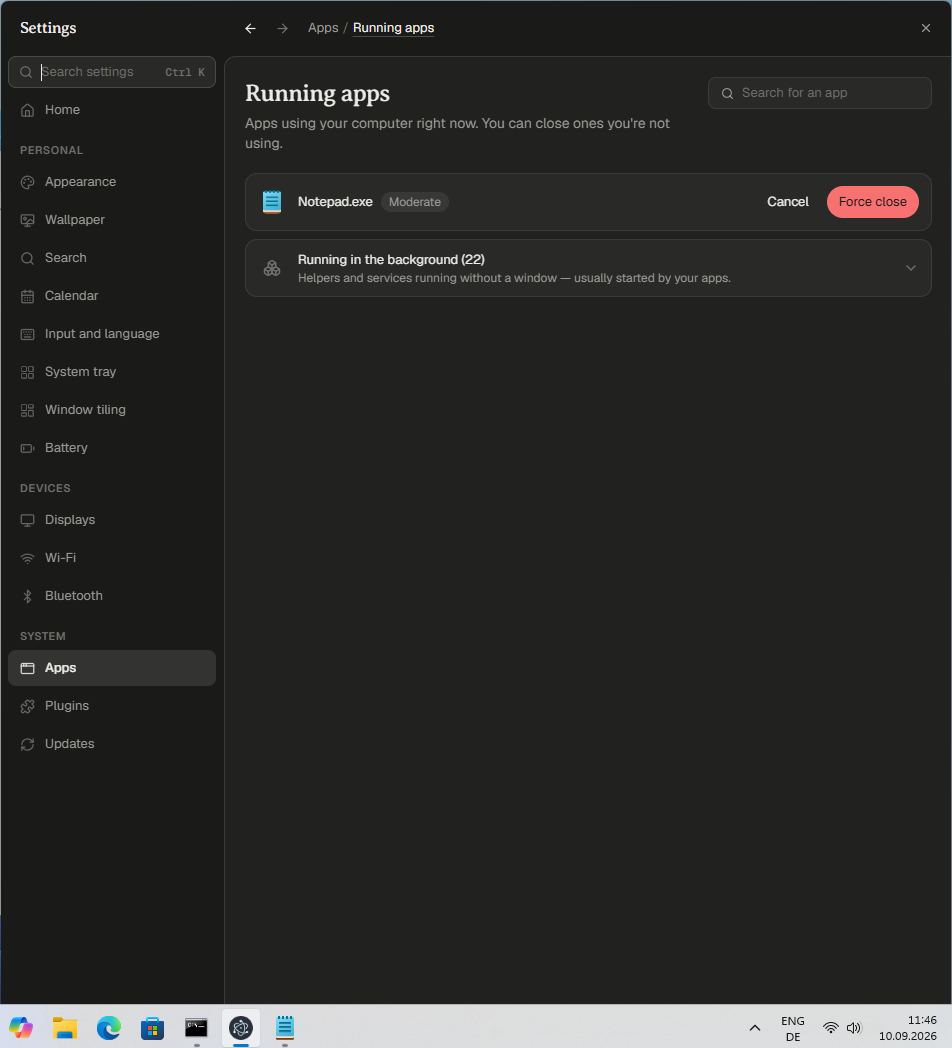 Settings
Apps / Running apps
Search settings Ctrl K
Home
PERSONAL
Appearance
Wallpaper
Search
Calendar
Input and language
System tray
Window tiling
Battery
DEVICES
Displays
Wi-Fi
Bluetooth
SYSTEM
Apps
Plugins
Updates
Running apps
Search for an app
Apps using your computer right now. You can close ones you're not
using.
Notepad.exe Moderate Cancel Force close
Running in the background (22)
Helpers and services running without a window — usually started by your apps.
ENG
DE
11:46
10.09.2026